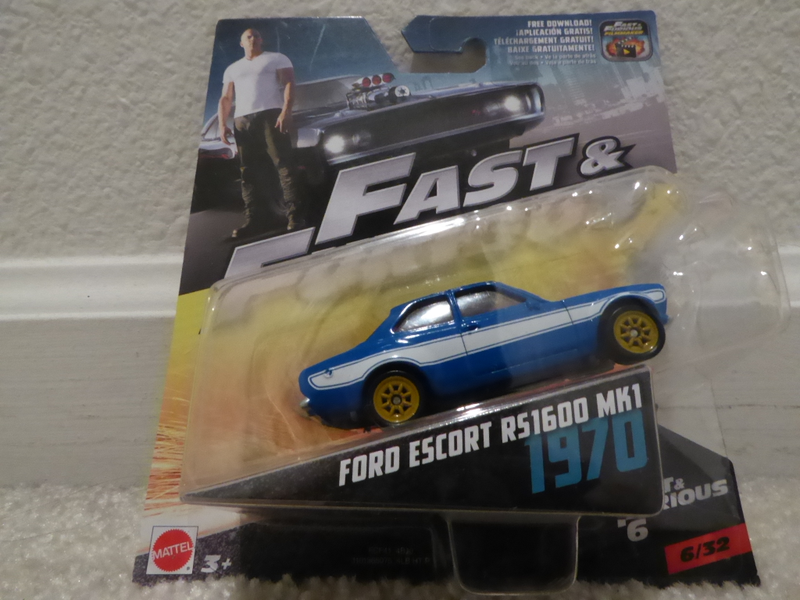 FREE DOWNLOAD!
¡APLICACIÓN GRATIS!
TÉLÉCHARGEMENT GRATUIT!
BAIXE GRATUITAMENTE!
FAST &
FORD ESCORT RS1600 MK1
1970
T&
RIOUS
6
6/32
MATTEL
3+